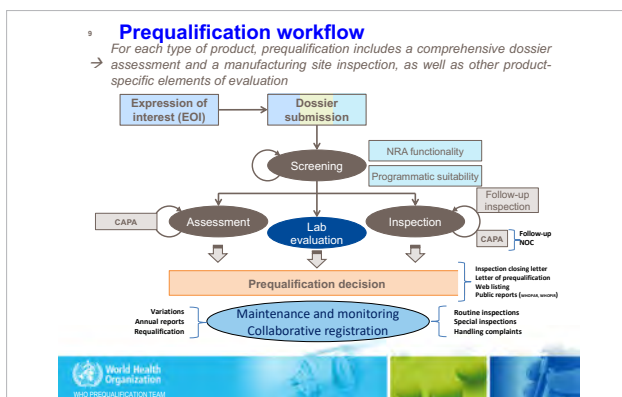 9
Prequalification workflow
For each type of product, prequalification includes a comprehensive dossier
→ assessment and a manufacturing site inspection, as well as other product-
specific elements of evaluation
Expression of
interest (EOI)
Dossier
submission
Screening
NRA functionality
Programmatic suitability
Follow-up
inspection
CAPA
Assessment
Lab
evaluation
Inspection
CAPA
Follow-up
NOC
Prequalification decision
Inspection closing letter
Letter of prequalification
Web listing
Public reports (WHOPAR, WHOPIR)
Variations
Annual reports
Requalification
Maintenance and monitoring
Collaborative registration
Routine inspections
Special inspections
Handling complaints
World Health
Organization
WHO PREQUALIFICATION TEAM